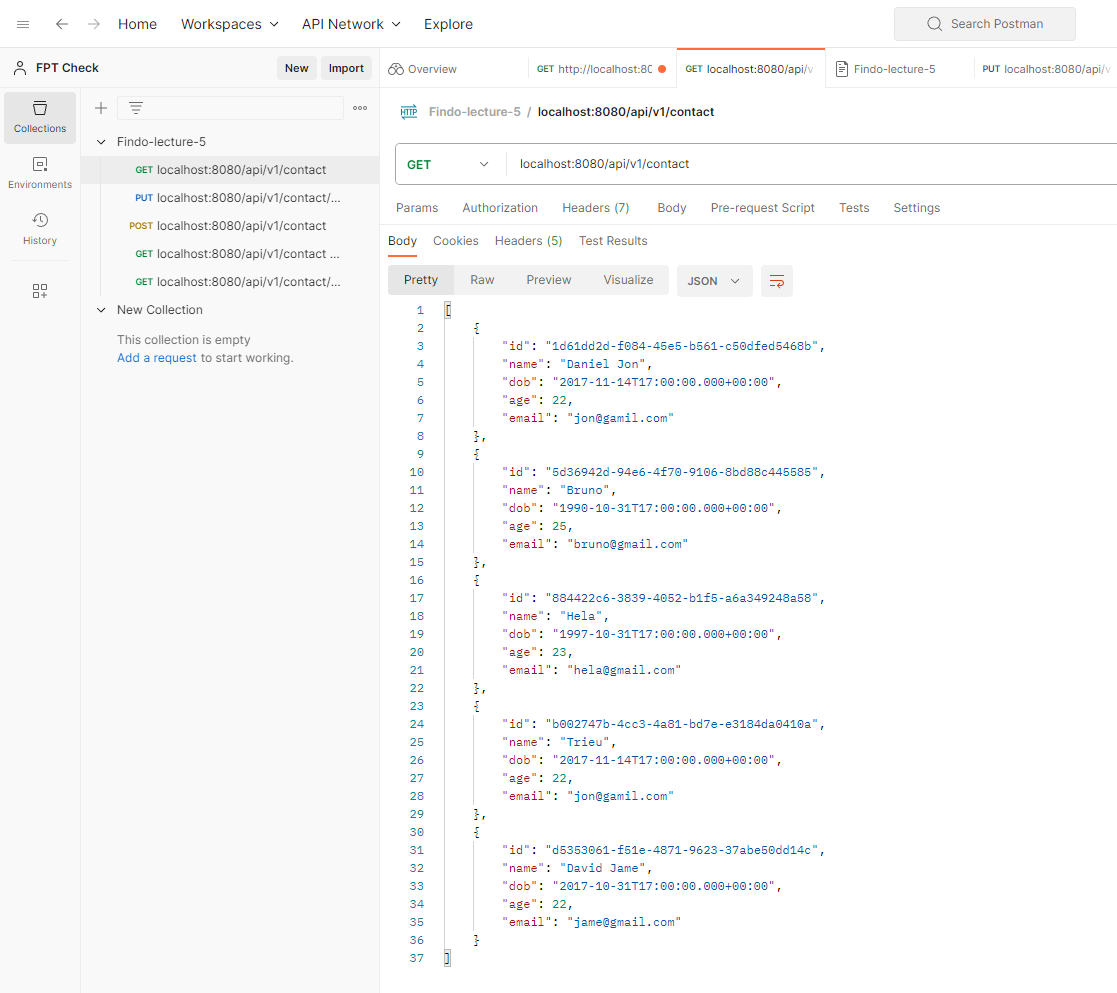 Home Workspaces API Network Explore Search Postman
FPT Check New Import
Overview GET http://localhost:80 GET localhost:8080/api/v Findo-lecture-5 PUT localhost:8080/api/v
Collections
Environments
History
Findo-lecture-5
GET localhost:8080/api/v1/contact
PUT localhost:8080/api/v1/contact/...
POST localhost:8080/api/v1/contact
GET localhost:8080/api/v1/contact ...
GET localhost:8080/api/v1/contact/...
New Collection
This collection is empty
Add a request to start working.
HTTP Findo-lecture-5 / localhost:8080/api/v1/contact
GET localhost:8080/api/v1/contact
Params Authorization Headers (7) Body Pre-request Script Tests Settings
Body Cookies Headers (5) Test Results
Pretty Raw Preview Visualize JSON
1 [
2 {
3 "id": "1d61dd2d-f084-45e5-b561-c50dfed5468b",
4 "name": "Daniel Jon",
5 "dob": "2017-11-14T17:00:00.000+00:00",
6 "age": 22,
7 "email": "jon@gamil.com"
8 },
9 {
10 "id": "5d36942d-94e6-4f70-9106-8bd88c445585",
11 "name": "Bruno",
12 "dob": "1990-10-31T17:00:00.000+00:00",
13 "age": 25,
14 "email": "bruno@gmail.com"
15 },
16 {
17 "id": "884422c6-3839-4052-b1f5-a6a349248a58",
18 "name": "Hela",
19 "dob": "1997-10-31T17:00:00.000+00:00",
20 "age": 23,
21 "email": "hela@gmail.com"
22 },
23 {
24 "id": "b002747b-4cc3-4a81-bd7e-e3184da0410a",
25 "name": "Trieu",
26 "dob": "2017-11-14T17:00:00.000+00:00",
27 "age": 22,
28 "email": "jon@gamil.com"
29 },
30 {
31 "id": "d5353061-f51e-4871-9623-37abe50dd14c",
32 "name": "David Jame",
33 "dob": "2017-10-31T17:00:00.000+00:00",
34 "age": 22,
35 "email": "jame@gmail.com"
36 }
37 ]